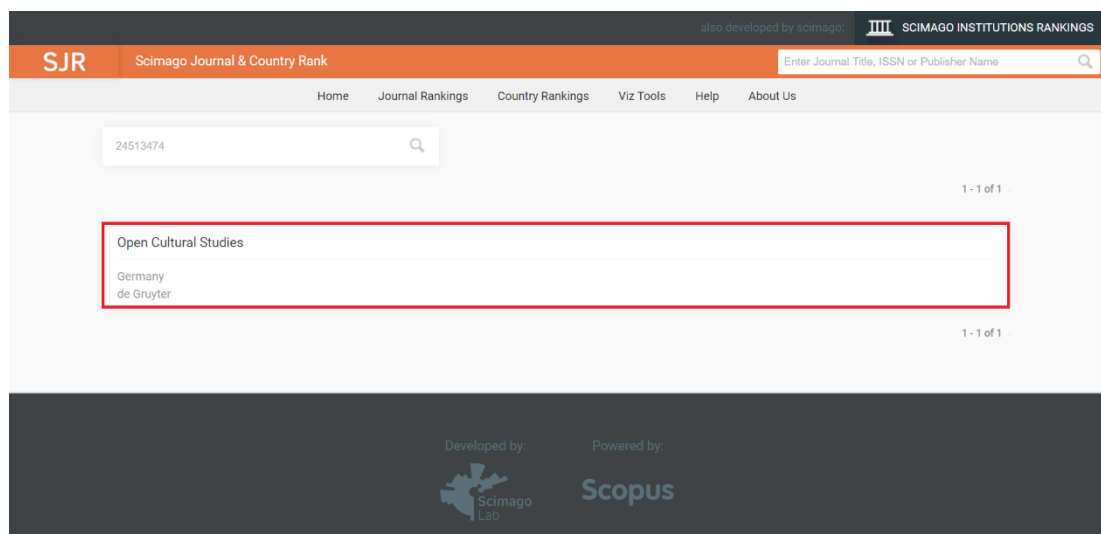 also developed by scimago: SCIMAGO INSTITUTIONS RANKINGS
SJR Scimago Journal & Country Rank Enter Journal Title, ISSN or Publisher Name
Home Journal Rankings Country Rankings Viz Tools Help About Us
24513474
1 - 1 of 1
Open Cultural Studies
Germany
de Gruyter
1 - 1 of 1
Developed by: Powered by:
Scimago Lab
Scopus